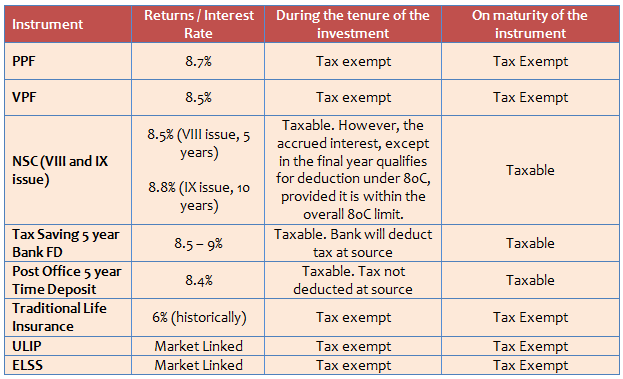 Instrument
Returns / Interest
Rate
During the tenure of the
investment
On maturity of the
instrument
PPF
8.7%
Tax exempt
Tax Exempt
VPF
8.5%
Tax exempt
Tax Exempt
NSC (VIII and IX
issue)
8.5% (VIII issue, 5
years)
8.8% (IX issue, 10
years)
Taxable. However, the
accrued interest, except
in the final year qualifies
for deduction under 80C,
provided it is within the
overall 80C limit.
Taxable
Tax Saving 5 year
Bank FD
8.5 – 9%
Taxable. Bank will deduct
tax at source
Taxable
Post Office 5 year
Time Deposit
8.4%
Taxable. Tax not
deducted at source
Taxable
Traditional Life
Insurance
6% (historically)
Tax exempt
Tax Exempt
ULIP
Market Linked
Tax exempt
Tax Exempt
ELSS
Market Linked
Tax exempt
Tax Exempt